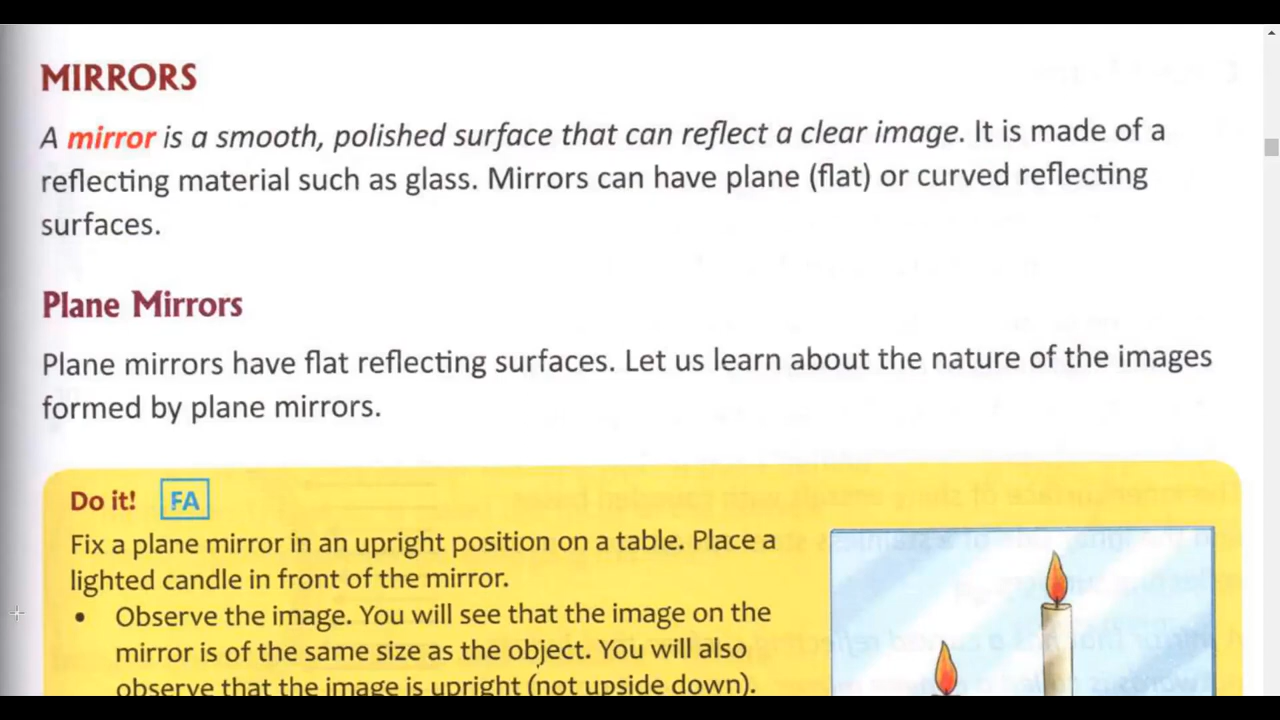 MIRRORS
A mirror is a smooth, polished surface that can reflect a clear image. It is made of a
reflecting material such as glass. Mirrors can have plane (flat) or curved reflecting
surfaces.
Plane Mirrors
Plane mirrors have flat reflecting surfaces. Let us learn about the nature of the images
formed by plane mirrors.
Do it! FA
Fix a plane mirror in an upright position on a table. Place a
lighted candle in front of the mirror.
• Observe the image. You will see that the image on the
mirror is of the same size as the object. You will also
observe that the image is upright (not upside down).